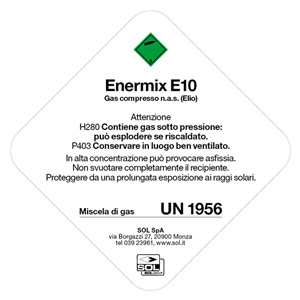 Enermix E10
Gas compresso n.a.s. (Elio)
Attenzione
H280 Contiene gas sotto pressione:
può esplodere se riscaldato.
P403 Conservare in luogo ben ventilato.
In alta concentrazione può provocare asfissia.
Non svuotare completamente il recipiente.
Proteggere da una prolungata esposizione ai raggi solari.
Miscela di gas UN 1956
SOL SpA
via Borgazzi 27, 20900 Monza
tel 039 23961, www.sol.it
SOL